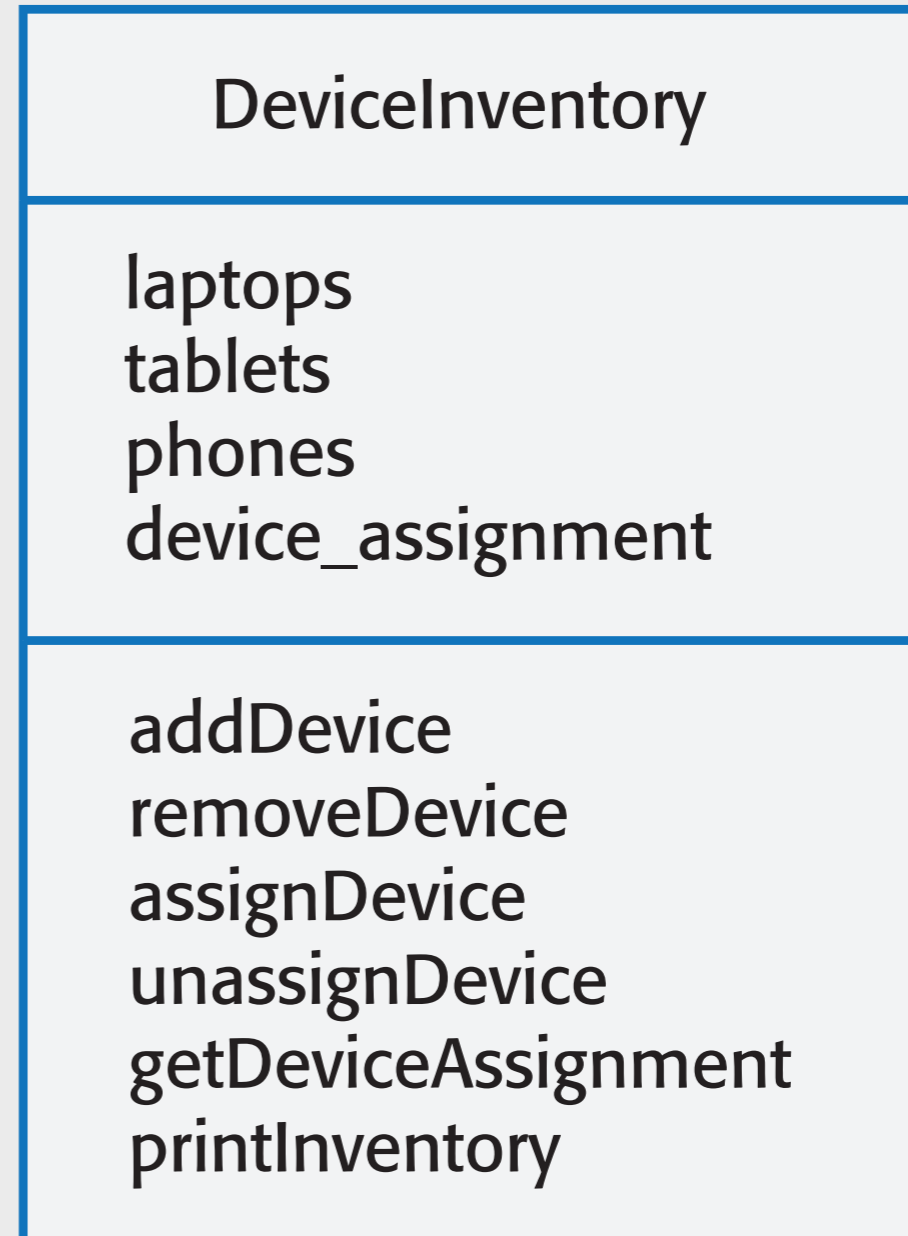 DeviceInventory
laptops
tablets
phones
device_assignment
addDevice
removeDevice
assignDevice
unassignDevice
getDeviceAssignment
printInventory